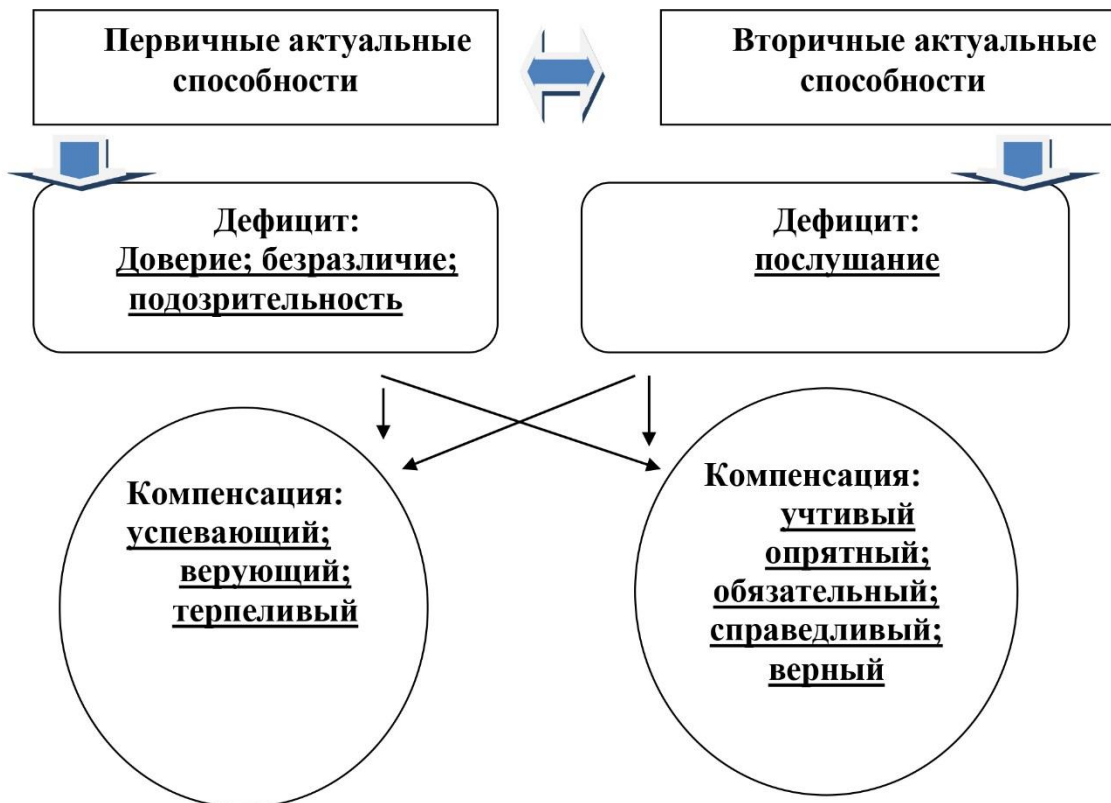 Первичные актуальные
способности
Вторичные актуальные
способности
Дефицит:
Доверие; безразличие;
подозрительность
Дефицит:
послушание
Компенсация:
успевающий;
верующий;
терпеливый
Компенсация:
учтивый
опрятный;
обязательный;
справедливый;
верный